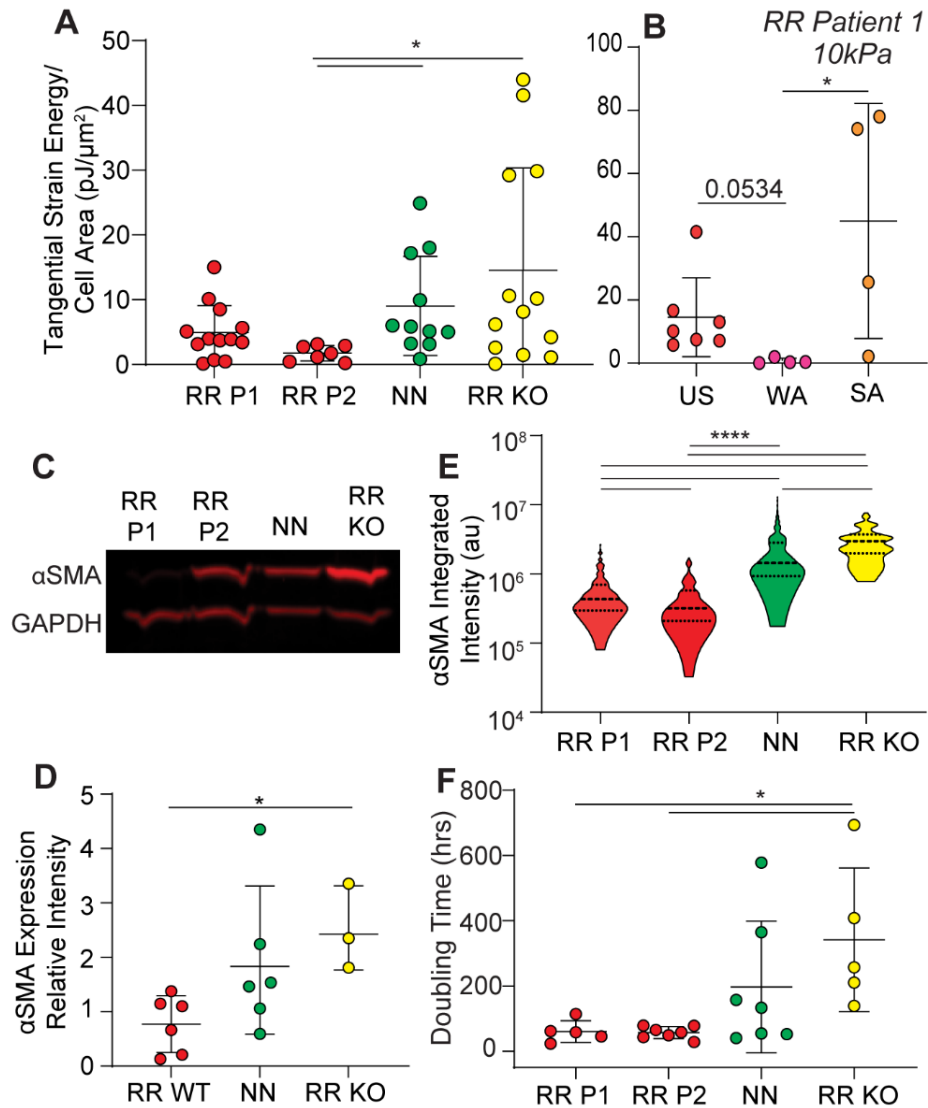 A
Tangential Strain Energy/
Cell Area (pJ/µm²)
50
40
30
20
10
0
*
RR P1 RR P2 NN RR KO
B
RR Patient 1
10kPa
100
80
60
40
20
0
*
0.0534
US WA SA
C
RR P1
RR P2
NN
RR KO
αSMA
GAPDH
E
αSMA Integrated
Intensity (au)
10⁸
10⁷
10⁶
10⁵
10⁴
****
RR P1 RR P2 NN RR KO
D
αSMA Expression
Relative Intensity
5
4
3
2
1
0
*
RR WT NN RR KO
F
Doubling Time (hrs)
800
600
400
200
0
*
RR P1 RR P2 NN RR KO